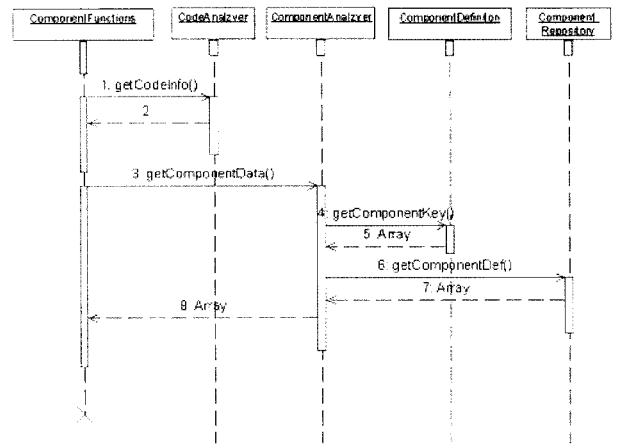 ComponentFunctions
CodeAnalyzer
ComponentAnalyzer
ComponentDefinition
Component
Repository
1: getCodeInfo()
2
3: getComponentData()
4: getComponentKey()
5: Array
6: getComponentDef()
7: Array
8: Array